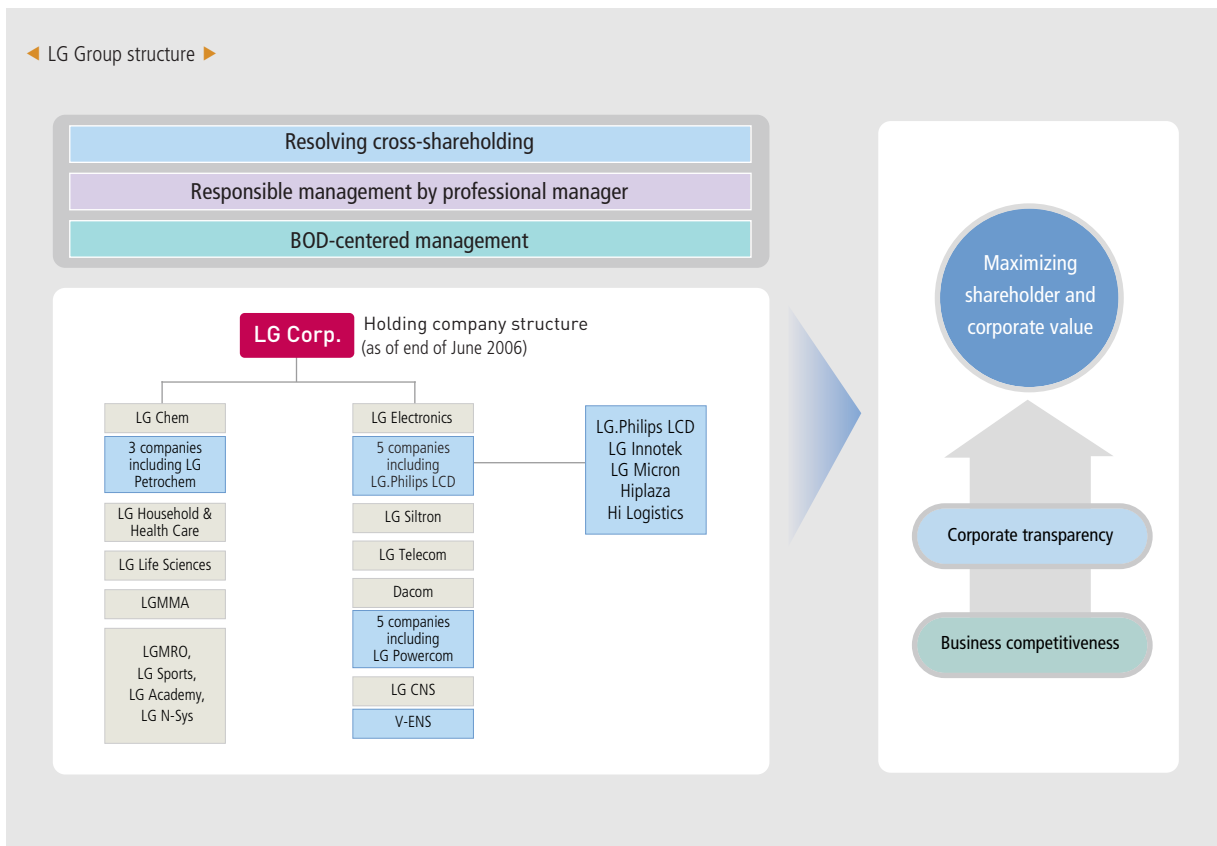 LG Group structure
Resolving cross-shareholding
Responsible management by professional manager
BOD-centered management
LG Corp.
Holding company structure
(as of end of June 2006)
LG Chem
3 companies
including LG
Petrochem
LG Household &
Health Care
LG Life Sciences
LGMMA
LGMRO,
LG Sports,
LG Academy,
LG N-Sys
LG Electronics
5 companies
including
LG.Philips LCD
LG Siltron
LG Telecom
Dacom
5 companies
including
LG Powercom
LG CNS
V-ENS
LG.Philips LCD
LG Innotek
LG Micron
Hiplaza
Hi Logistics
Maximizing
shareholder and
corporate value
Corporate transparency
Business competitiveness